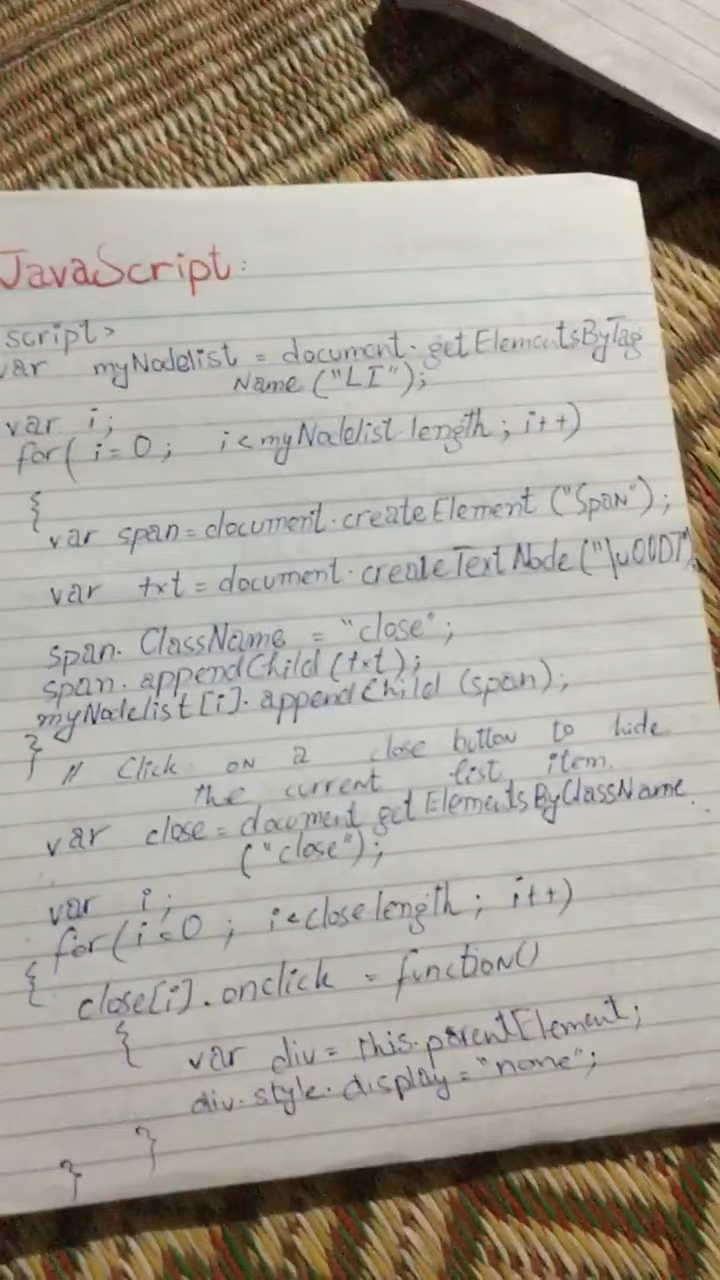 JavaScript:
script>
var myNodelist = document.getElementsByTag
Name ("LI");
var i;
for( i=0; i<myNodelist length; i++)
{
var span=document.createElement ("SpaN");
var txt = document.createTextNode("\u00D7")
span. ClassName = "close";
span.appendChild(txt);
myNodelist[i].appendChild (span);
}
// Click on a close button to hide
the current list item.
var close = document getElementsByClassName
("close");
var i;
for(i=0; i<close length; i++)
{ close[i].onclick = function()
{ var div= this.parentElement;
div.style.display="none";
}
}